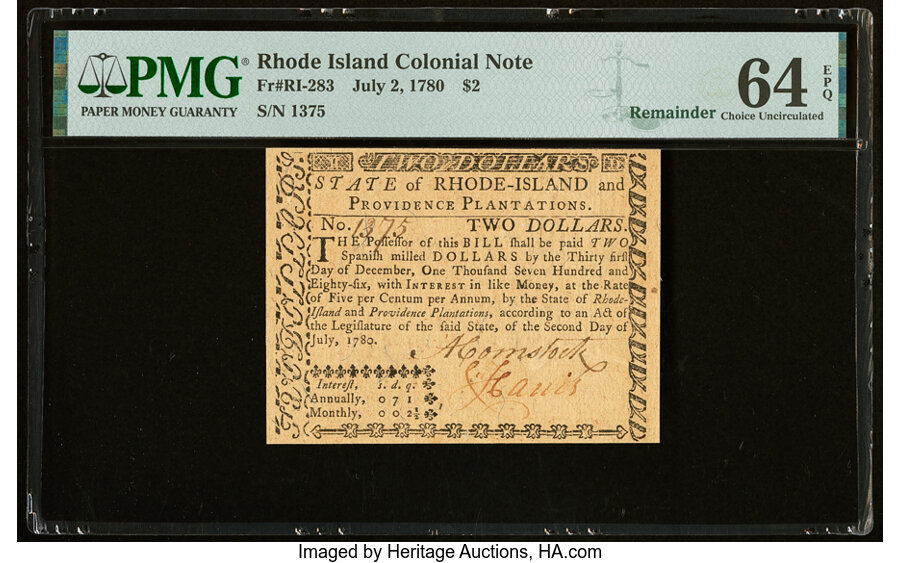 PMG®
PAPER MONEY GUARANTY
Rhode Island Colonial Note
Fr#RI-283 July 2, 1780 $2
S/N 1375
Remainder
64
EPQ
Choice Uncirculated
TWO DOLLARS
STATE of RHODE-ISLAND and
PROVIDENCE PLANTATIONS.
No. 1375 TWO DOLLARS.
THE Poſſeſſor of this BILL ſhall be paid TWO
Spaniſh milled DOLLARS by the Thirty firſt
Day of December, One Thouſand Seven Hundred and
Eighty-ſix, with INTEREST in like Money, at the Rate
of Five per Centum per Annum, by the State of Rhode-
Iſland and Providence Plantations, according to an Act of
the Legiſlature of the ſaid State, of the Second Day of
July, 1780.
A Comstock
Harris
Intereſt, s. d. q.
Annually, 0 7 1
Monthly, 0 0 2½
Imaged by Heritage Auctions, HA.com